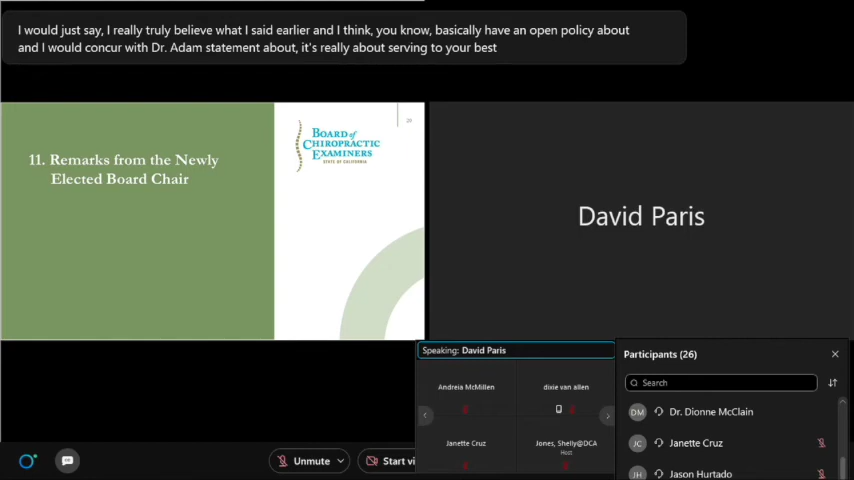 I would just say, I really truly believe what I said earlier and I think, you know, basically have an open policy about
and I would concur with Dr. Adam statement about, it's really about serving to your best
29
BOARD of
CHIROPRACTIC
EXAMINERS
STATE OF CALIFORNIA
11. Remarks from the Newly
Elected Board Chair
David Paris
Speaking: David Paris
Andreia McMillen
dixie van allen
Janette Cruz
Jones, Shelly@DCA
Host
Participants (26)
Search
DM
Dr. Dionne McClain
JC
Janette Cruz
JH
Jason Hurtado
Unmute
Start vi